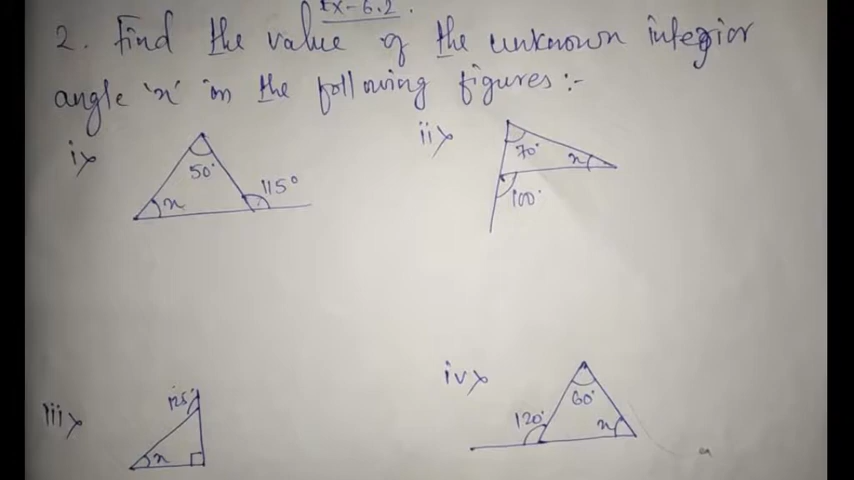 Ex-6.2.
2. Find the value of the unknown interior
angle 'x' in the following figures:-
i> 50° x 115°
ii> 70° x 100°
iii> 125° x
iv> 60° 120° x